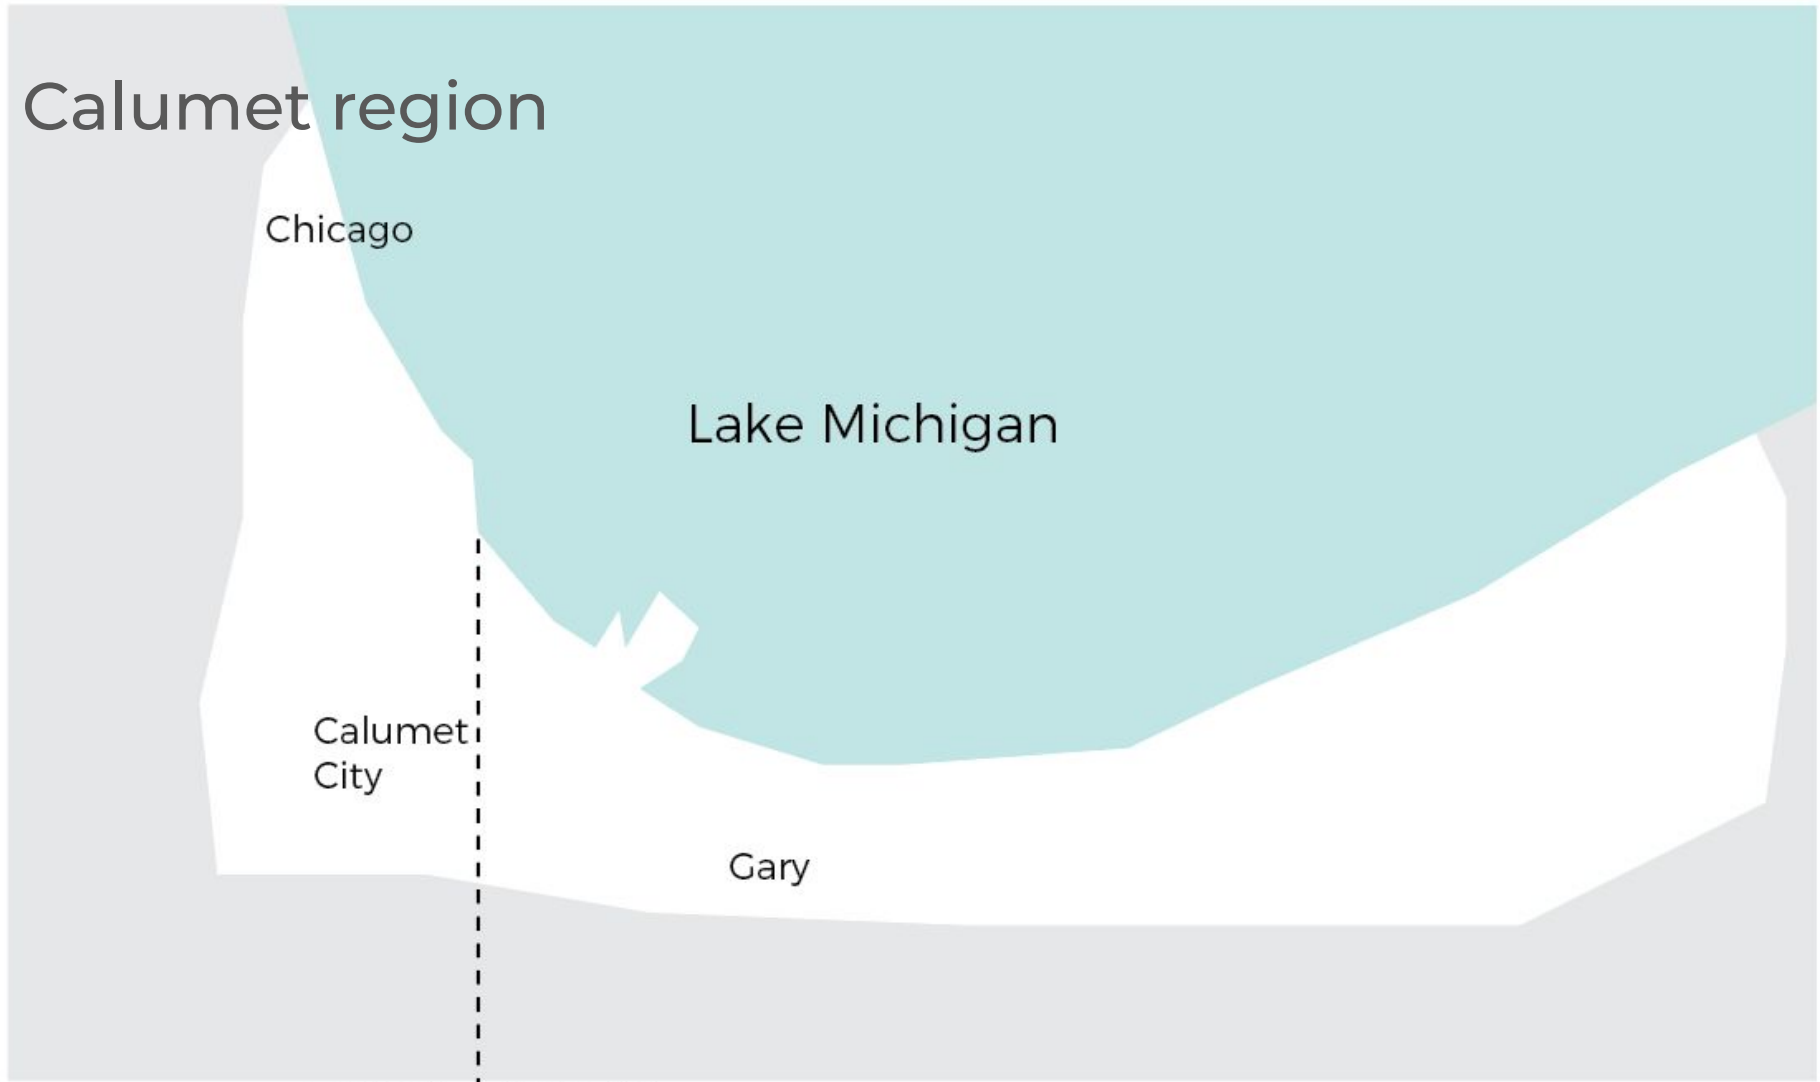 Calumet region
Chicago
Lake Michigan
Calumet
City
Gary